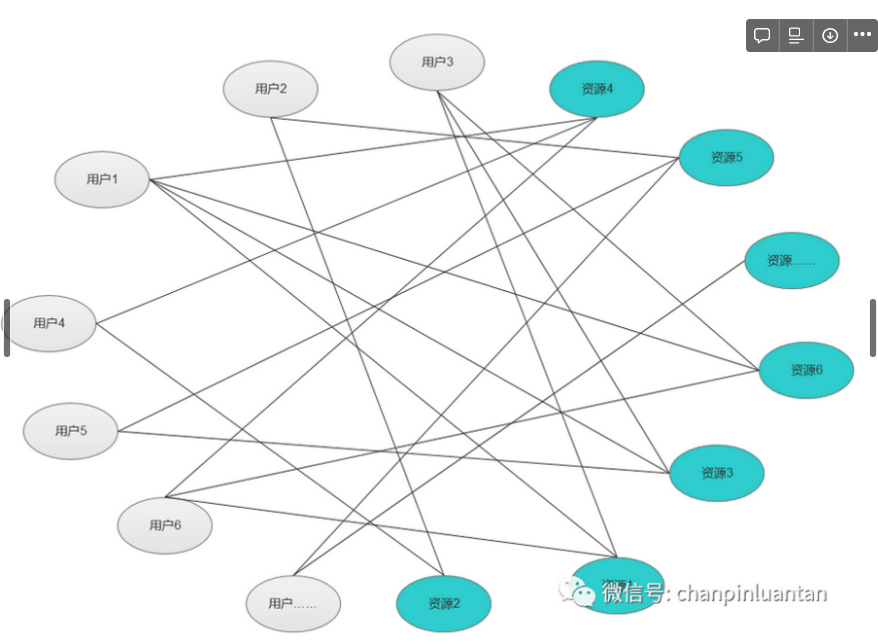 用户3
用户2
资源4
资源5
用户1
资源……
用户4
资源6
用户5
资源3
用户6
资源1
微信号: chanpinluantan
用户……
资源2